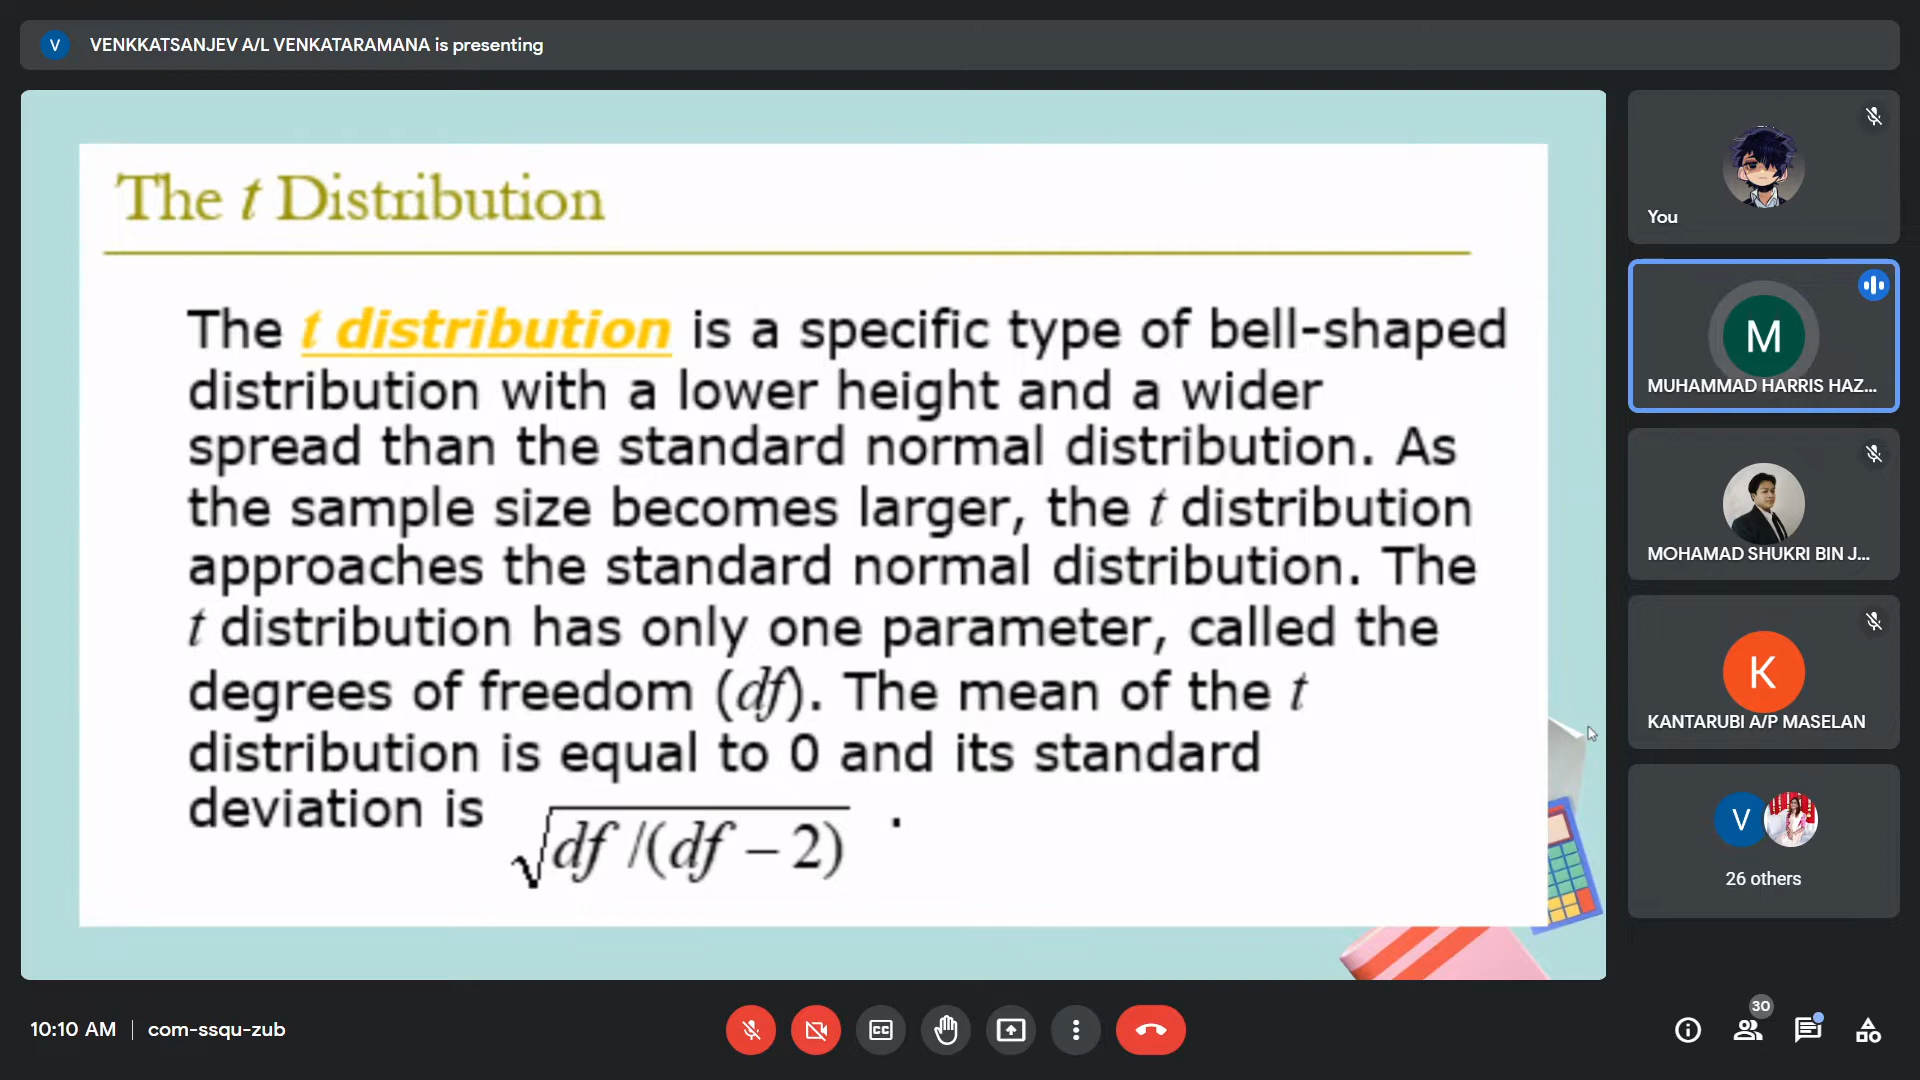 V VENKKATSANJEV A/L VENKATARAMANA is presenting
The t Distribution
The t distribution is a specific type of bell-shaped
distribution with a lower height and a wider
spread than the standard normal distribution. As
the sample size becomes larger, the t distribution
approaches the standard normal distribution. The
t distribution has only one parameter, called the
degrees of freedom (df). The mean of the t
distribution is equal to 0 and its standard
deviation is √df /(df – 2) .
You
M
MUHAMMAD HARRIS HAZ...
MOHAMAD SHUKRI BIN J...
K
KANTARUBI A/P MASELAN
V
26 others
10:10 AM | com-ssqu-zub
CC
30